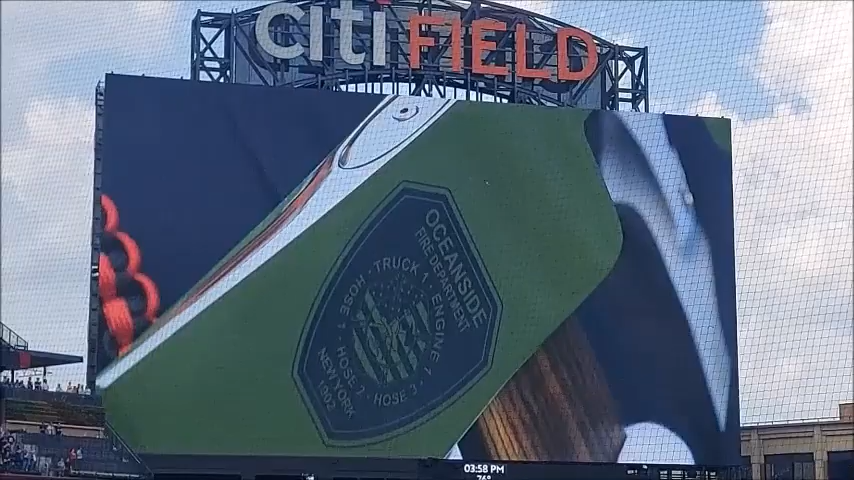 citi FIELD
OCEANSIDE
FIRE DEPARTMENT
TRUCK 1 · ENGINE 1 · HOSE 1 · HOSE 2 · HOSE 3
NEW YORK
1902
03:58 PM
76°